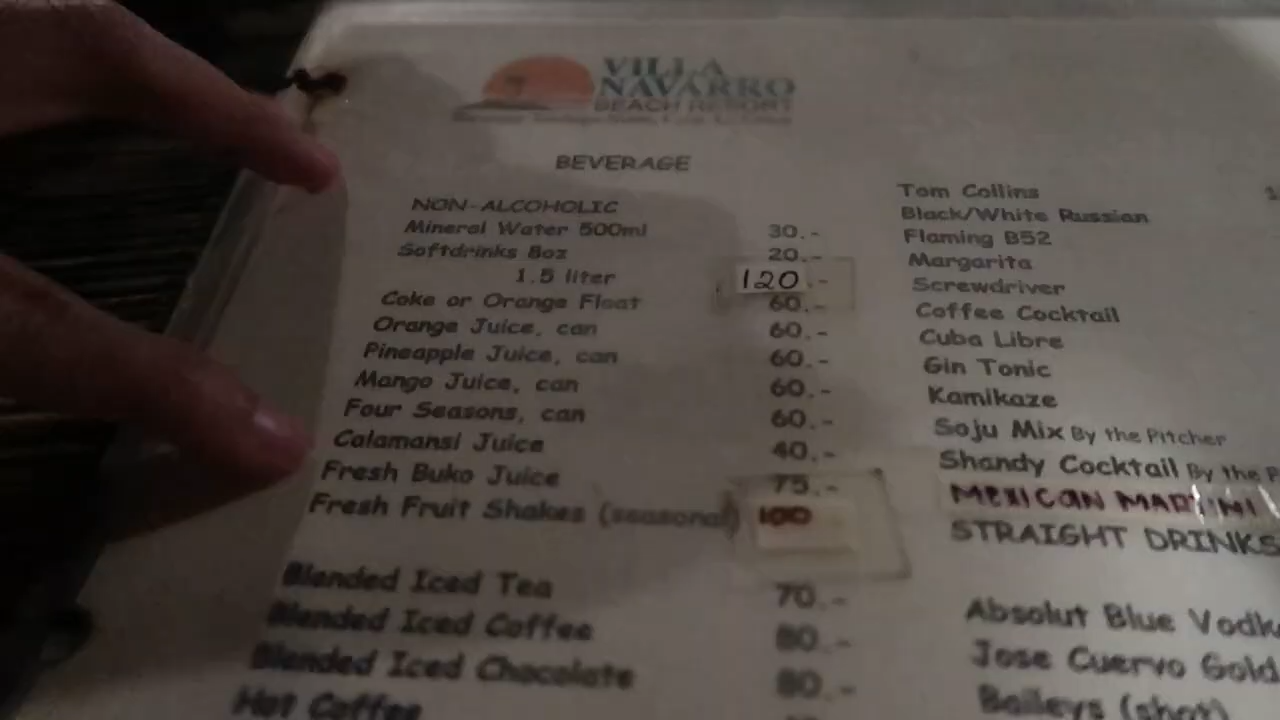 VILLA
NAVARRO
BEACH RESORT
BEVERAGE
NON-ALCOHOLIC
Mineral Water 500ml 30.-
Softdrinks 8oz 20.-
1.5 liter 120.-
Coke or Orange Float 60.-
Orange Juice, can 60.-
Pineapple Juice, can 60.-
Mango Juice, can 60.-
Four Seasons, can 60.-
Calamansi Juice 40.-
Fresh Buko Juice 75.-
Fresh Fruit Shakes (seasonal) 100
Blended Iced Tea 70.-
Blended Iced Coffee 80.-
Blended Iced Chocolate 80.-
Hot Coffee
Tom Collins
Black/White Russian
Flaming B52
Margarita
Screwdriver
Coffee Cocktail
Cuba Libre
Gin Tonic
Kamikaze
Soju Mix By the Pitcher
Shandy Cocktail By the P
MEXICAN MARTINI
STRAIGHT DRINKS
Absolut Blue Vodk
Jose Cuervo Gold
Baileys (shot)